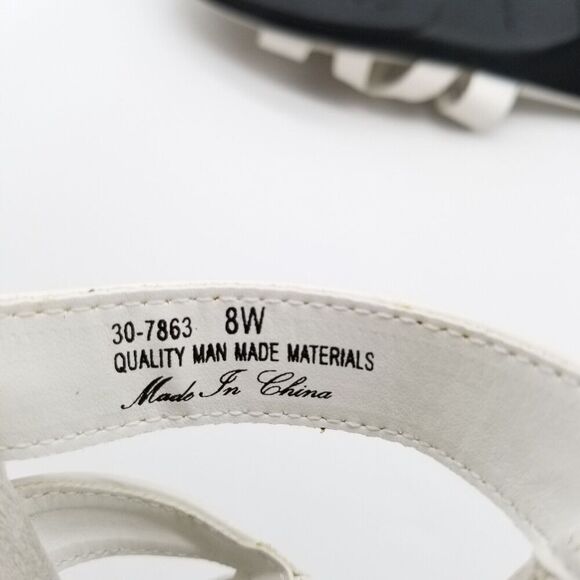 30-7863 8W
QUALITY MAN MADE MATERIALS
Made In China